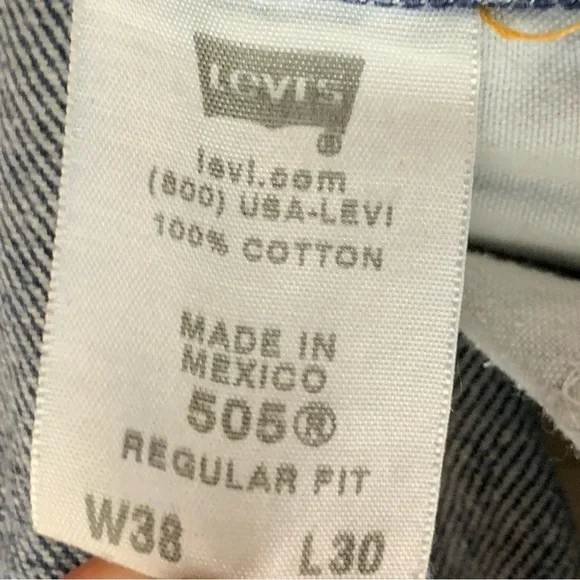 Levi's
®
levi.com
(800) USA-LEVI
100% COTTON
MADE IN
MEXICO
505®
REGULAR FIT
W38 L30